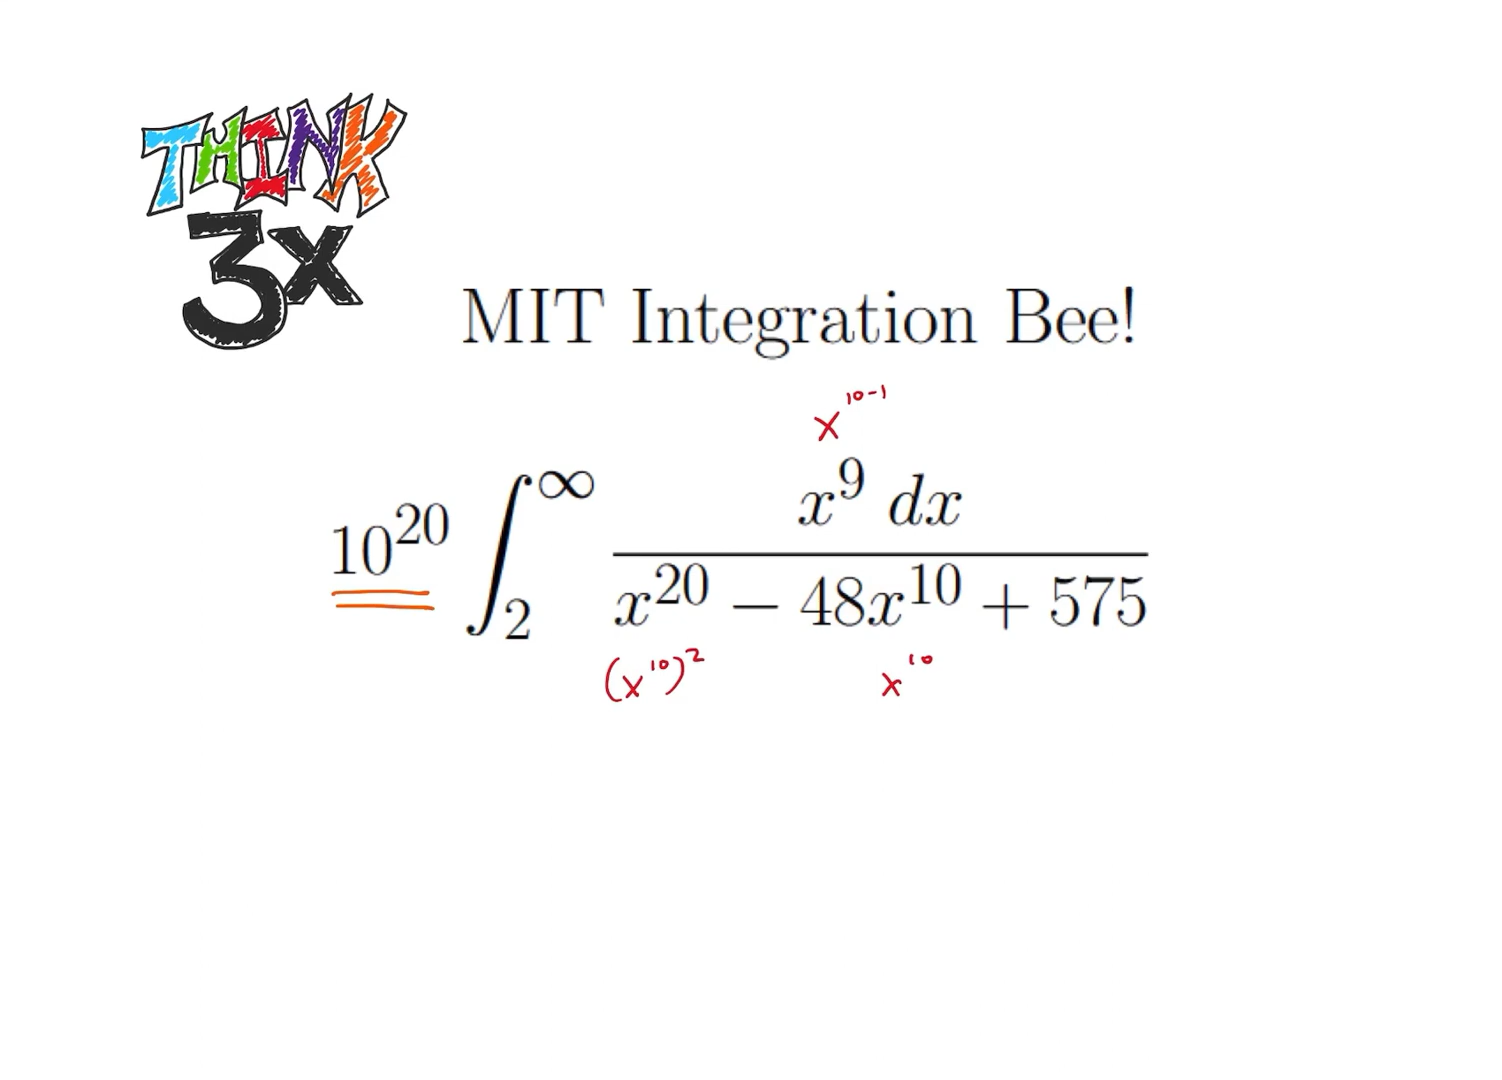 THINK
3x
MIT Integration Bee!
x^{10-1}
10^{20} ∫_2^∞ \frac{x^9 dx}{x^{20} − 48x^{10} + 575}
(x^{10})^2 x^{10}